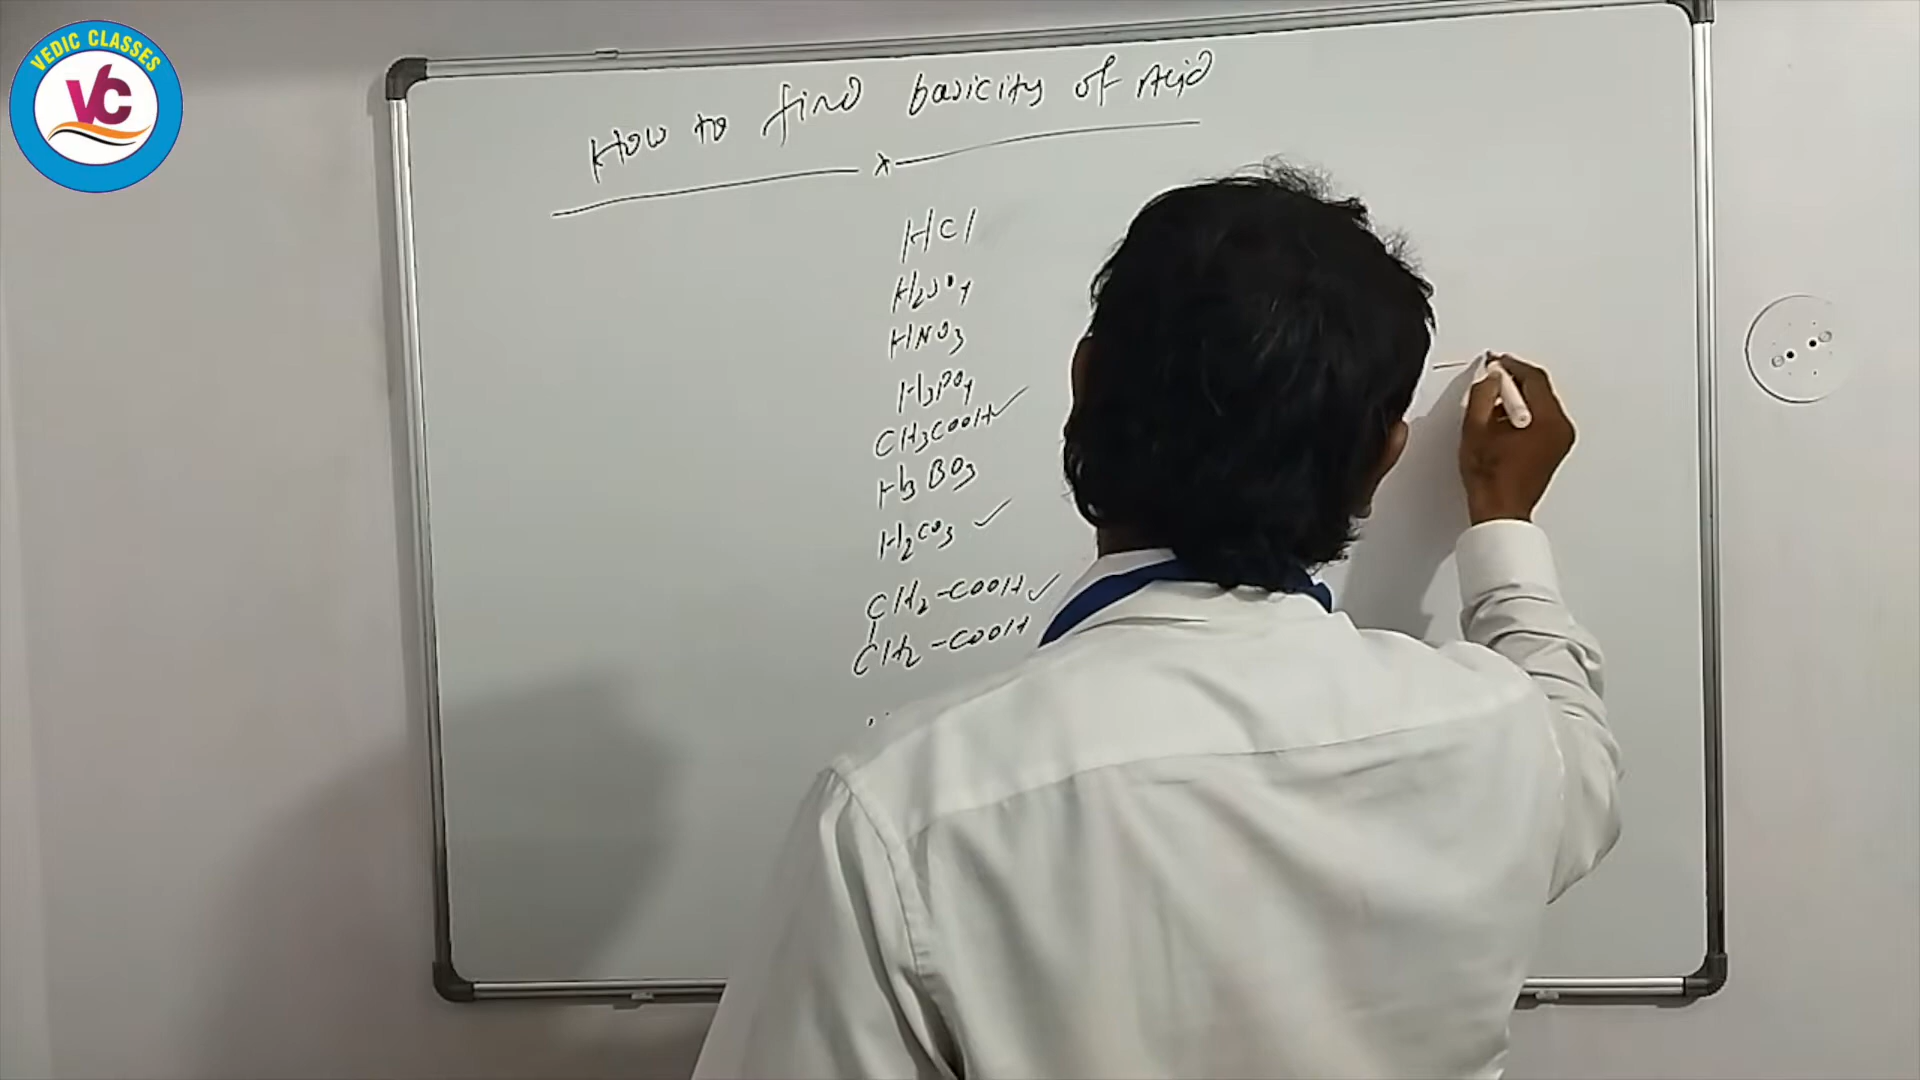 VEDIC CLASSES
VC
How to find basicity of Acid
HCl
H2SO4
HNO3
H3PO4
CH3COOH ✓
H3BO3
H2CO3 ✓
CH2-COOH ✓
CH2-COOH